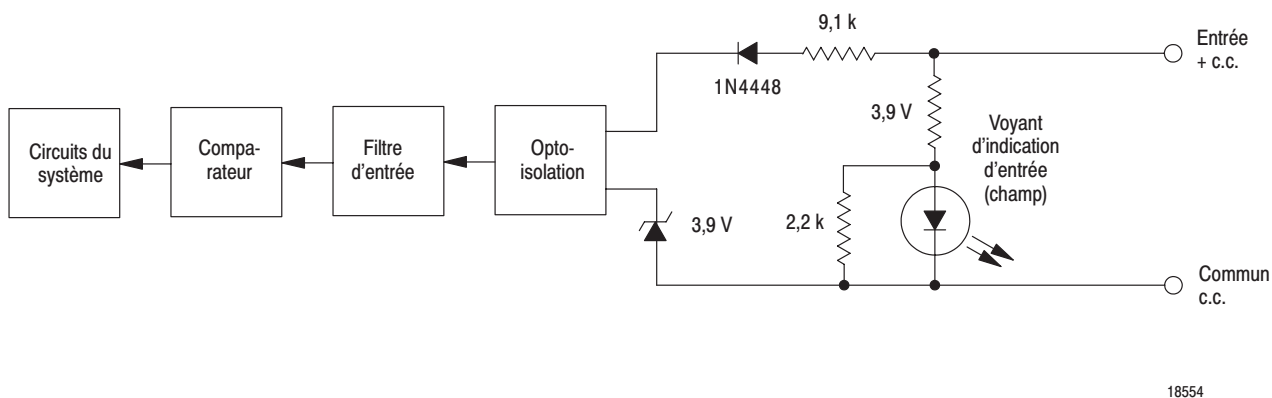 9,1 k
Entrée
+ c.c.
1N4448
3,9 V
Voyant
d'indication
d'entrée
(champ)
Circuits du
système
Compa-
rateur
Filtre
d'entrée
Opto-
isolation
3,9 V
2,2 k
Commun
c.c.
18554